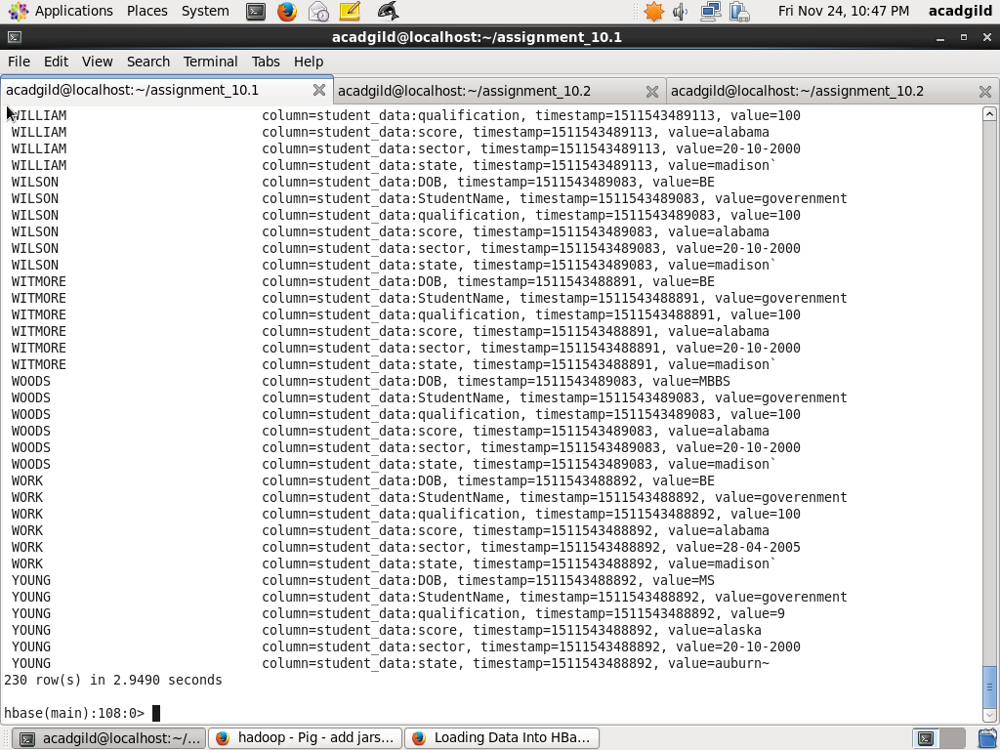 Applications Places System Fri Nov 24, 10:47 PM acadgild
acadgild@localhost:~/assignment_10.1
File Edit View Search Terminal Tabs Help
acadgild@localhost:~/assignment_10.1 acadgild@localhost:~/assignment_10.2 acadgild@localhost:~/assignment_10.2
WILLIAM column=student_data:qualification, timestamp=1511543489113, value=100
WILLIAM column=student_data:score, timestamp=1511543489113, value=alabama
WILLIAM column=student_data:sector, timestamp=1511543489113, value=20-10-2000
WILLIAM column=student_data:state, timestamp=1511543489113, value=madison`
WILSON column=student_data:DOB, timestamp=1511543489083, value=BE
WILSON column=student_data:StudentName, timestamp=1511543489083, value=goverenment
WILSON column=student_data:qualification, timestamp=1511543489083, value=100
WILSON column=student_data:score, timestamp=1511543489083, value=alabama
WILSON column=student_data:sector, timestamp=1511543489083, value=20-10-2000
WILSON column=student_data:state, timestamp=1511543489083, value=madison`
WITMORE column=student_data:DOB, timestamp=1511543488891, value=BE
WITMORE column=student_data:StudentName, timestamp=1511543488891, value=goverenment
WITMORE column=student_data:qualification, timestamp=1511543488891, value=100
WITMORE column=student_data:score, timestamp=1511543488891, value=alabama
WITMORE column=student_data:sector, timestamp=1511543488891, value=20-10-2000
WITMORE column=student_data:state, timestamp=1511543488891, value=madison`
WOODS column=student_data:DOB, timestamp=1511543489083, value=MBBS
WOODS column=student_data:StudentName, timestamp=1511543489083, value=goverenment
WOODS column=student_data:qualification, timestamp=1511543489083, value=100
WOODS column=student_data:score, timestamp=1511543489083, value=alabama
WOODS column=student_data:sector, timestamp=1511543489083, value=20-10-2000
WOODS column=student_data:state, timestamp=1511543489083, value=madison`
WORK column=student_data:DOB, timestamp=1511543488892, value=BE
WORK column=student_data:StudentName, timestamp=1511543488892, value=government
WORK column=student_data:qualification, timestamp=1511543488892, value=100
WORK column=student_data:score, timestamp=1511543488892, value=alabama
WORK column=student_data:sector, timestamp=1511543488892, value=28-04-2005
WORK column=student_data:state, timestamp=1511543488892, value=madison`
YOUNG column=student_data:DOB, timestamp=1511543488892, value=MS
YOUNG column=student_data:StudentName, timestamp=1511543488892, value=government
YOUNG column=student_data:qualification, timestamp=1511543488892, value=9
YOUNG column=student_data:score, timestamp=1511543488892, value=alaska
YOUNG column=student_data:sector, timestamp=1511543488892, value=20-10-2000
YOUNG column=student_data:state, timestamp=1511543488892, value=auburn~
230 row(s) in 2.9490 seconds
hbase(main):108:0>
acadgild@localhost:~/... hadoop - Pig - add jars... Loading Data Into HBa...